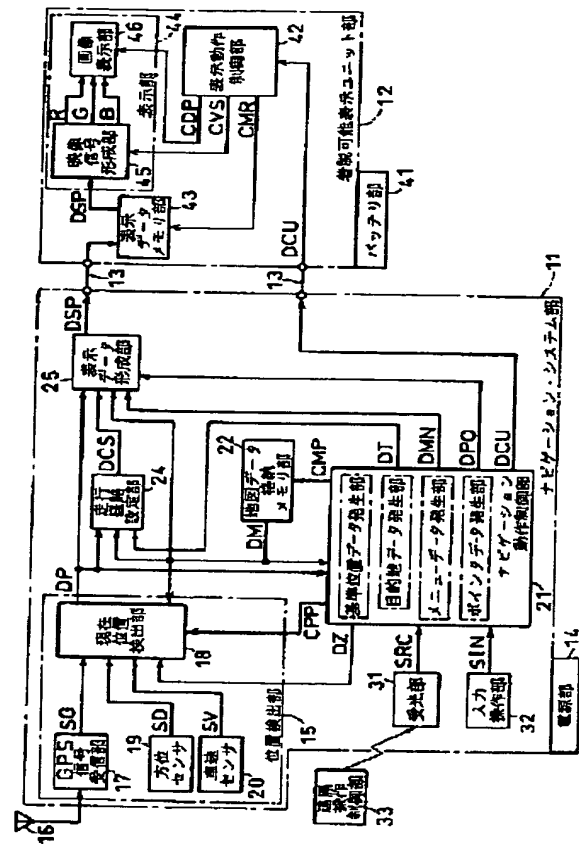 16
GPS
信号
受信部
17
SG
方位
センサ
19
SD
車速
センサ
20
SV
現在
位置
検出部
18
位置検出部
15
DP
走行
経路
設定部
24
DCS
表示
データ
形成部
25
DSP
地図データ
格納
メモリ部
22
DM
CMP
CPP
DZ
DT
DMN
DPO
DCU
基準位置データ発生部
目的地データ発生部
メニューデータ発生部
ポインタデータ発生部
ナビゲーション
動作制御部
21
SRC
受光部
31
SIN
入力
操作部
32
遠隔
操作
制御部
33
電源部
14
ナビゲーション・システム部
11
13
13
DCU
表示
データ
メモリ部
43
DSP
映像
信号
形成部
45
R
G
B
画像
表示部
46
表示部
44
CDP
CVS
CMR
表示動作
制御部
42
バッテリ部
41
着脱可能表示ユニット部
12